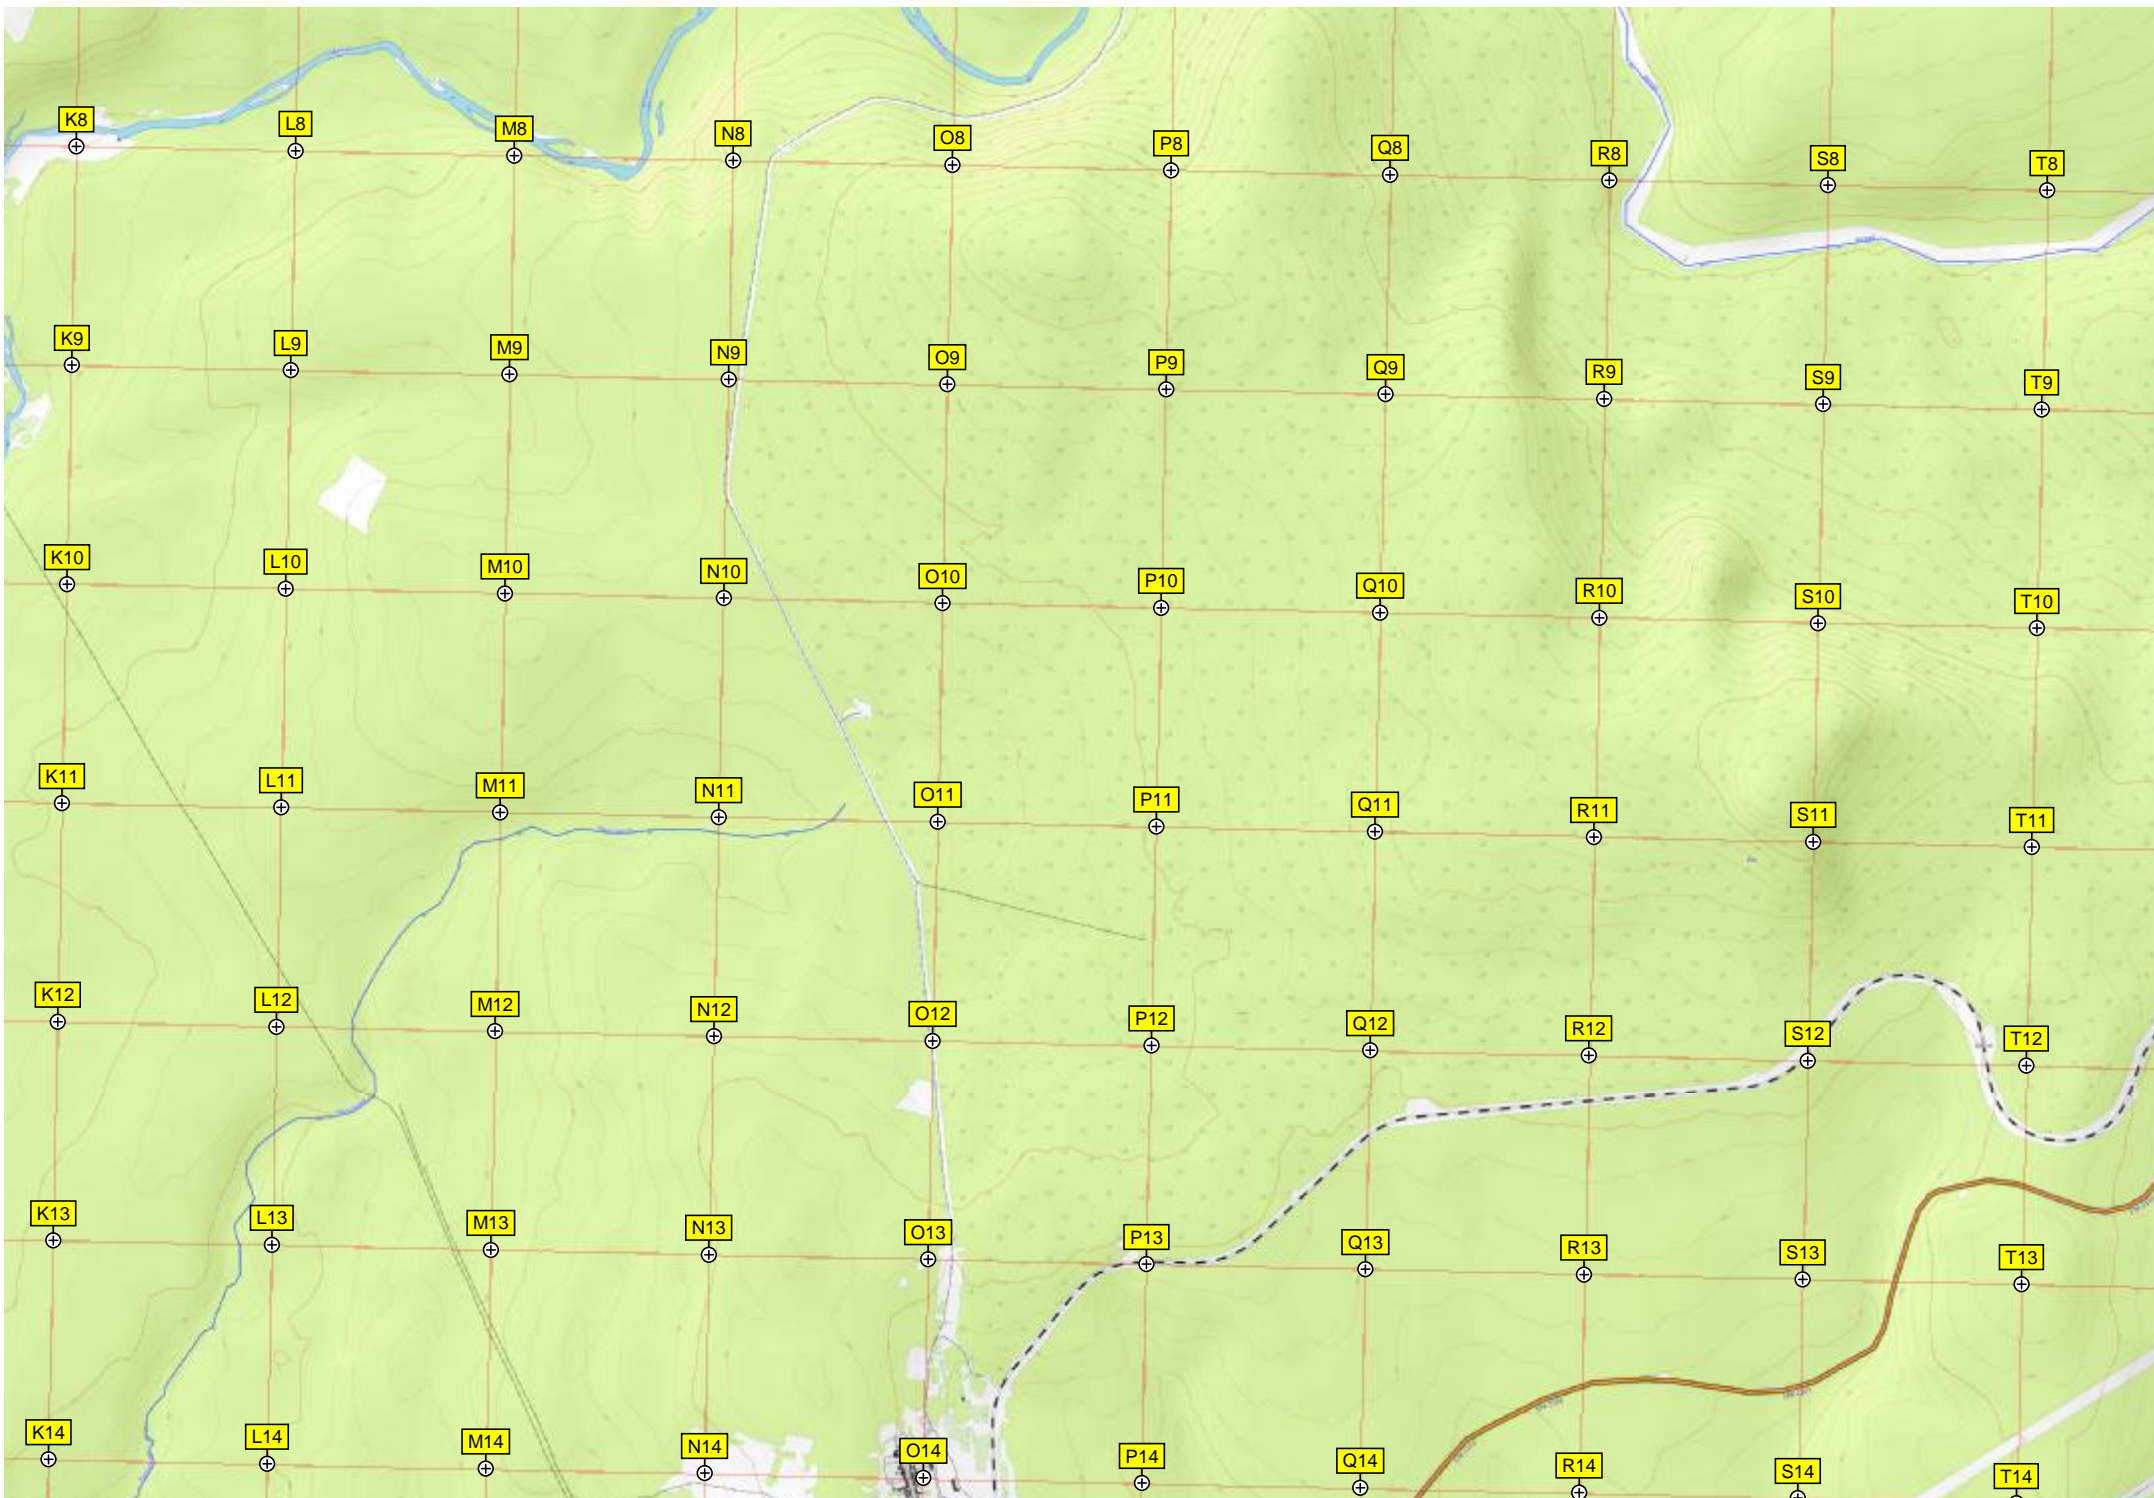 K8 L8 M8 N8 O8 P8 Q8 R8 S8 T8
K9 L9 M9 N9 O9 P9 Q9 R9 S9 T9
K10 L10 M10 N10 O10 P10 Q10 R10 S10 T10
K11 L11 M11 N11 O11 P11 Q11 R11 S11 T11
K12 L12 M12 N12 O12 P12 Q12 R12 S12 T12
K13 L13 M13 N13 O13 P13 Q13 R13 S13 T13
K14 L14 M14 N14 O14 P14 Q14 R14 S14 T14